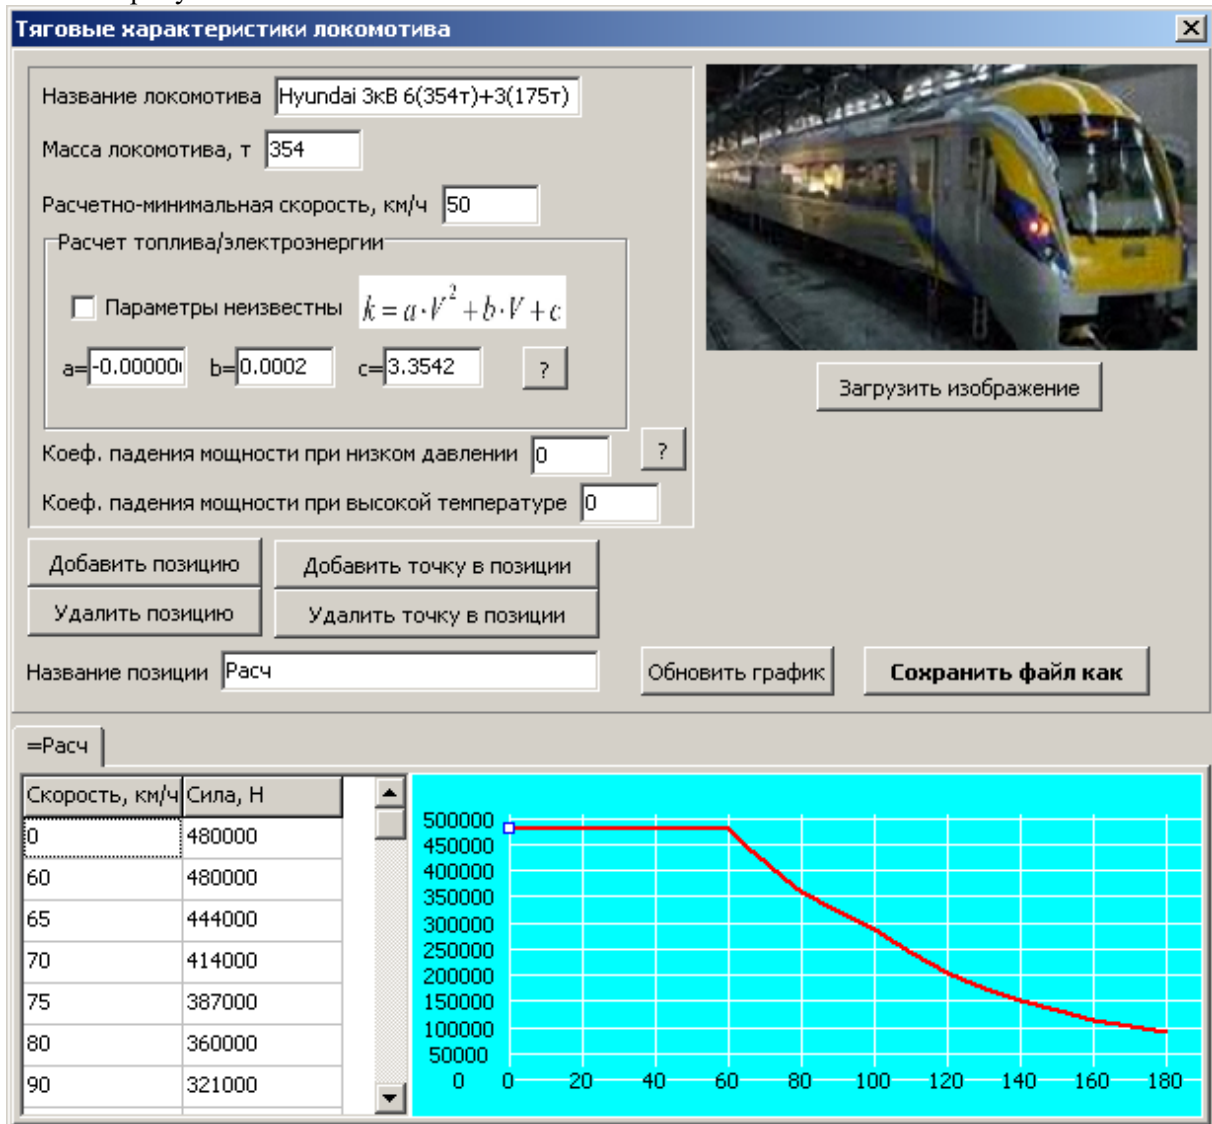 Тяговые характеристики локомотива
Название локомотива Hyundai 3кВ 6(354т)+3(175т)
Масса локомотива, т 354
Расчетно-минимальная скорость, км/ч 50
Расчет топлива/электроэнергии
Параметры неизвестны k = a·V² + b·V + c
a= -0.00000 b= 0.0002 c= 3.3542 ?
Загрузить изображение
Коеф. падения мощности при низком давлении 0 ?
Коеф. падения мощности при высокой температуре 0
Добавить позицию Добавить точку в позиции
Удалить позицию Удалить точку в позиции
Название позиции Расч Обновить график Сохранить файл как
=Расч
Скорость, км/ч Сила, Н
0 480000
60 480000
65 444000
70 414000
75 387000
80 360000
90 321000
500000
450000
400000
350000
300000
250000
200000
150000
100000
50000
0 0 20 40 60 80 100 120 140 160 180